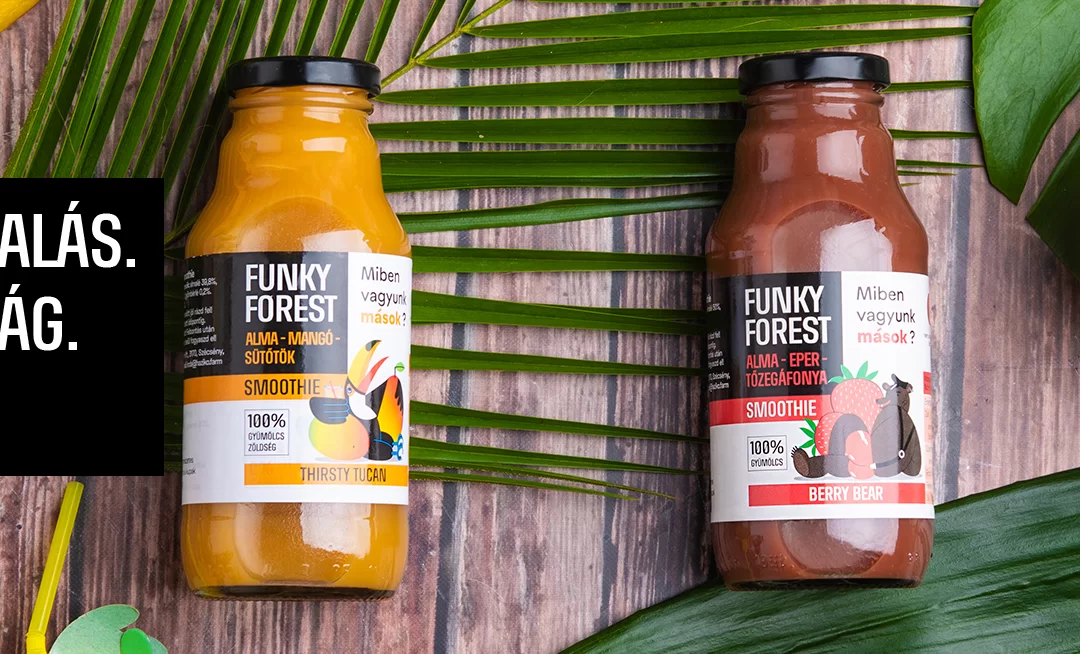 ALÁS.
ÁG.
FUNKY
FOREST
ALMA - MANGÓ -
SÜTŐTÖK
SMOOTHIE
100%
GYÜMÖLCS
ZÖLDSÉG
THIRSTY TUCAN
Miben
vagyunk
mások?
FUNKY
FOREST
ALMA - EPER -
TŐZEGÁFONYA
SMOOTHIE
100%
GYÜMÖLCS
BERRY BEAR
Miben
vagyunk
mások?